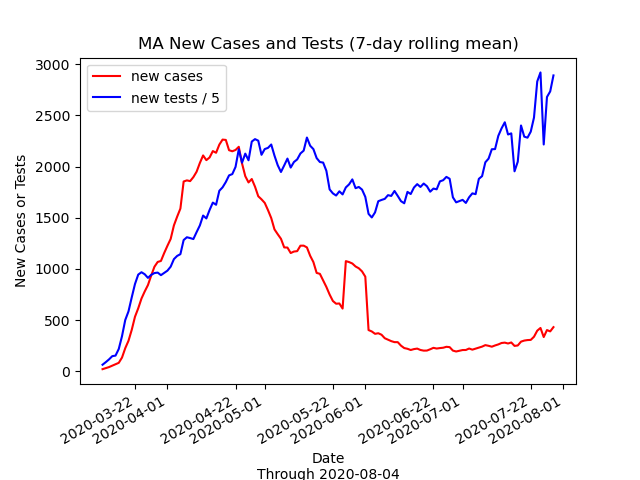 MA New Cases and Tests (7-day rolling mean)
new cases
new tests / 5
New Cases or Tests
3000
2500
2000
1500
1000
500
0
2020-03-22
2020-04-01
2020-04-22
2020-05-01
2020-05-22
2020-06-01
2020-06-22
2020-07-01
2020-07-22
2020-08-01
Date
Through 2020-08-04